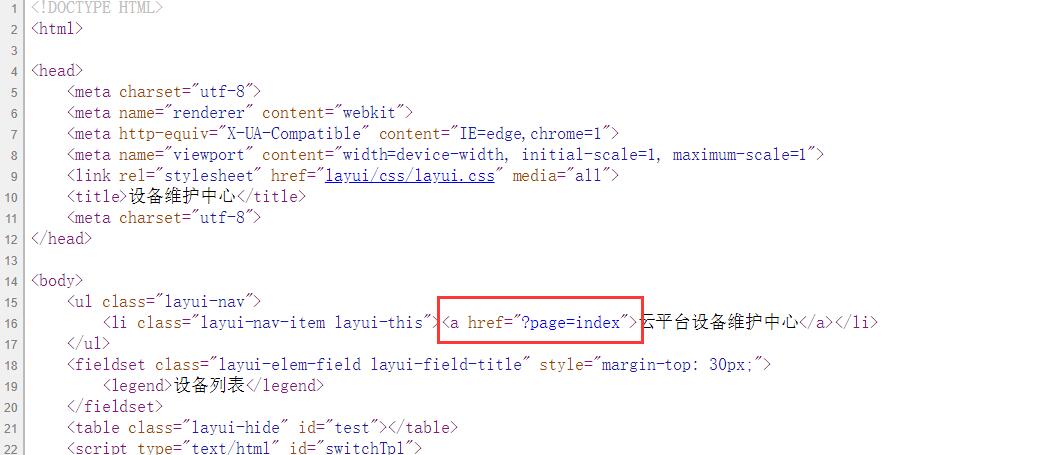 1 <!DOCTYPE HTML>
2 <html>
3
4 <head>
5     <meta charset="utf-8">
6     <meta name="renderer" content="webkit">
7     <meta http-equiv="X-UA-Compatible" content="IE=edge,chrome=1">
8     <meta name="viewport" content="width=device-width, initial-scale=1, maximum-scale=1">
9     <link rel="stylesheet" href="layui/css/layui.css" media="all">
10     <title>设备维护中心</title>
11     <meta charset="utf-8">
12 </head>
13
14 <body>
15     <ul class="layui-nav">
16         <li class="layui-nav-item layui-this"><a href="?page=index">云平台设备维护中心</a></li>
17     </ul>
18     <fieldset class="layui-elem-field layui-field-title" style="margin-top: 30px;">
19         <legend>设备列表</legend>
20     </fieldset>
21     <table class="layui-hide" id="test"></table>
22     <script type="text/html" id="switchTpl">